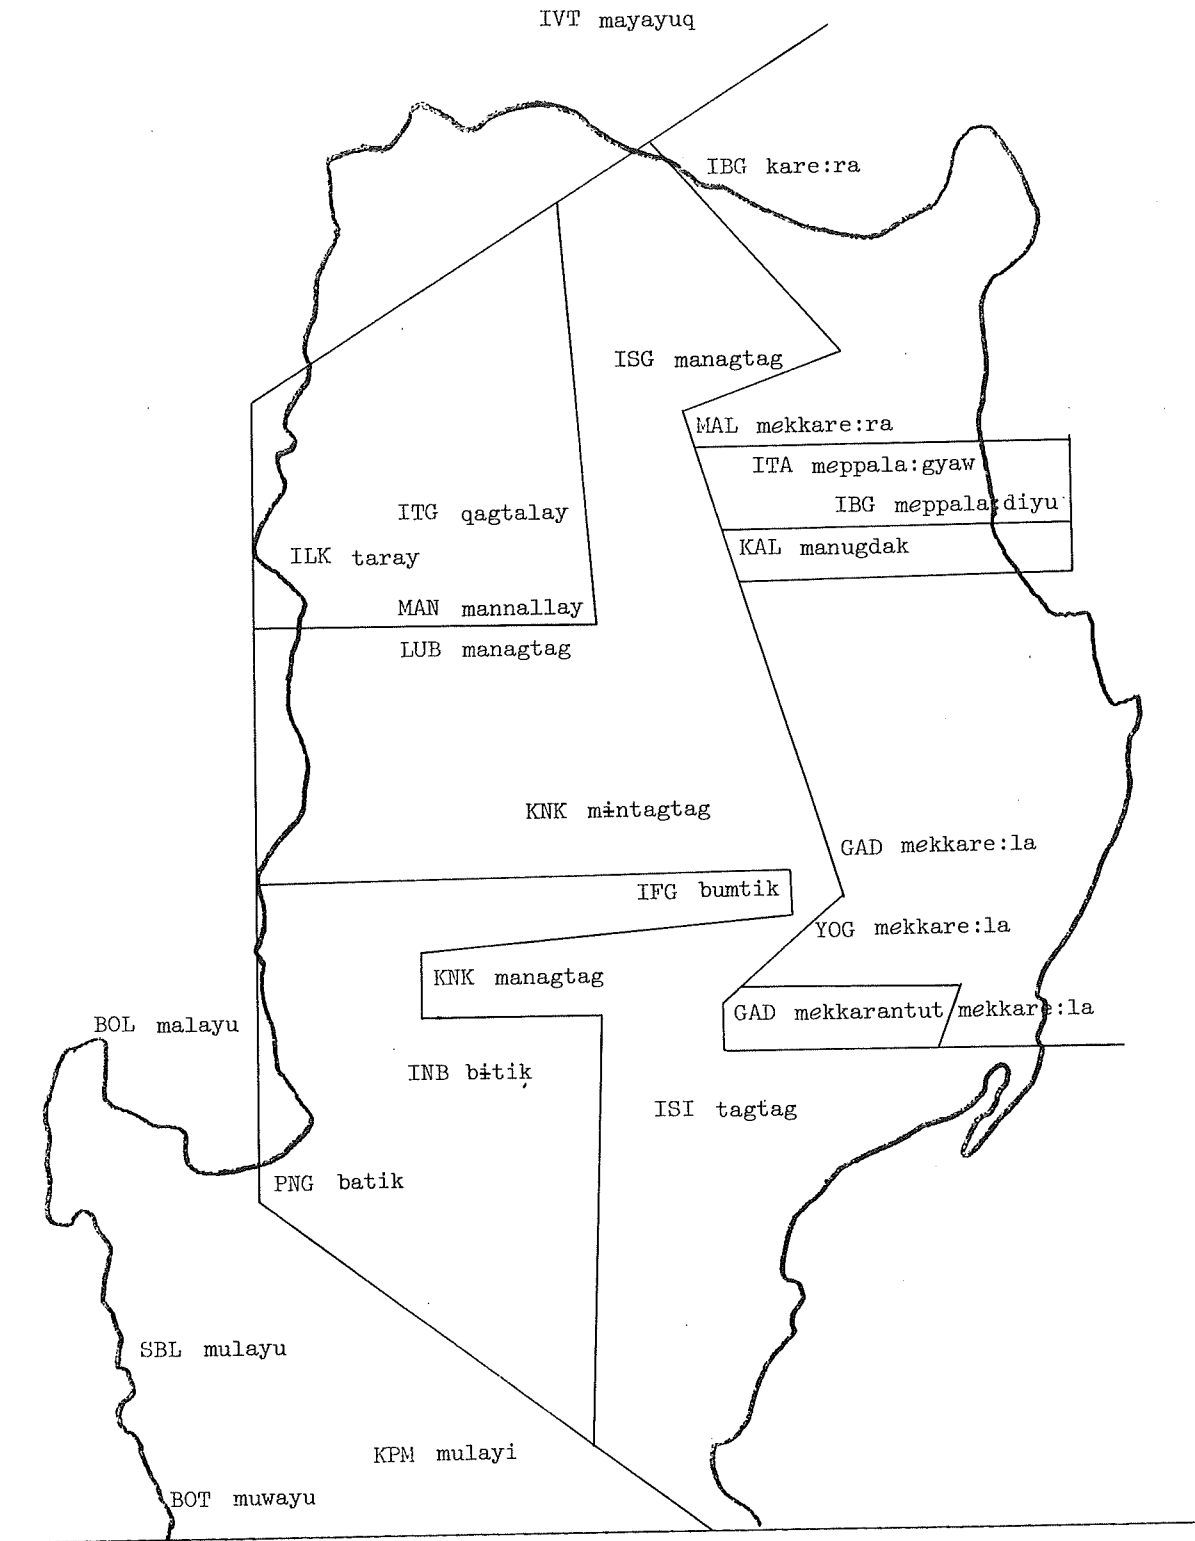 IVT mayayuq
IBG kare:ra
ISG managtag
MAL mekkare:ra
ITA meppala:gyaw
IBG meppala:diyu
ITG qagtalay
KAL manugdak
ILK taray
MAN mannallay
LUB managtag
KNK mɨntagtag
GAD mekkare:la
IFG bumtik
YOG mekkare:la
KNK managtag
GAD mekkarantut/mekkare:la
BOL malayu
INB bɨtik
ISI tagtag
PNG batik
SBL mulayu
KPM mulayi
BOT muwayu